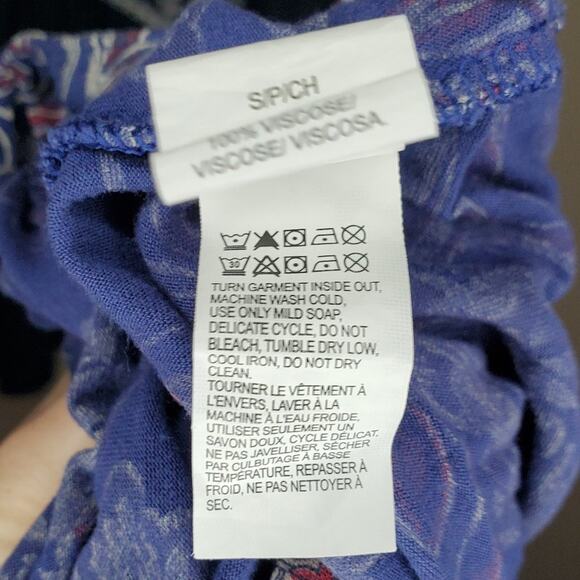 S/P/CH
100% VISCOSE/
VISCOSE/ VISCOSA
30
TURN GARMENT INSIDE OUT,
MACHINE WASH COLD,
USE ONLY MILD SOAP,
DELICATE CYCLE, DO NOT
BLEACH, TUMBLE DRY LOW,
COOL IRON, DO NOT DRY
CLEAN.
TOURNER LE VÊTEMENT À
L'ENVERS, LAVER À LA
MACHINE À L'EAU FROIDE,
UTILISER SEULEMENT UN
SAVON DOUX, CYCLE DÉLICAT,
NE PAS JAVELLISER, SÉCHER
PAR CULBUTAGE À BASSE
TEMPÉRATURE, REPASSER À
FROID, NE PAS NETTOYER À
SEC.